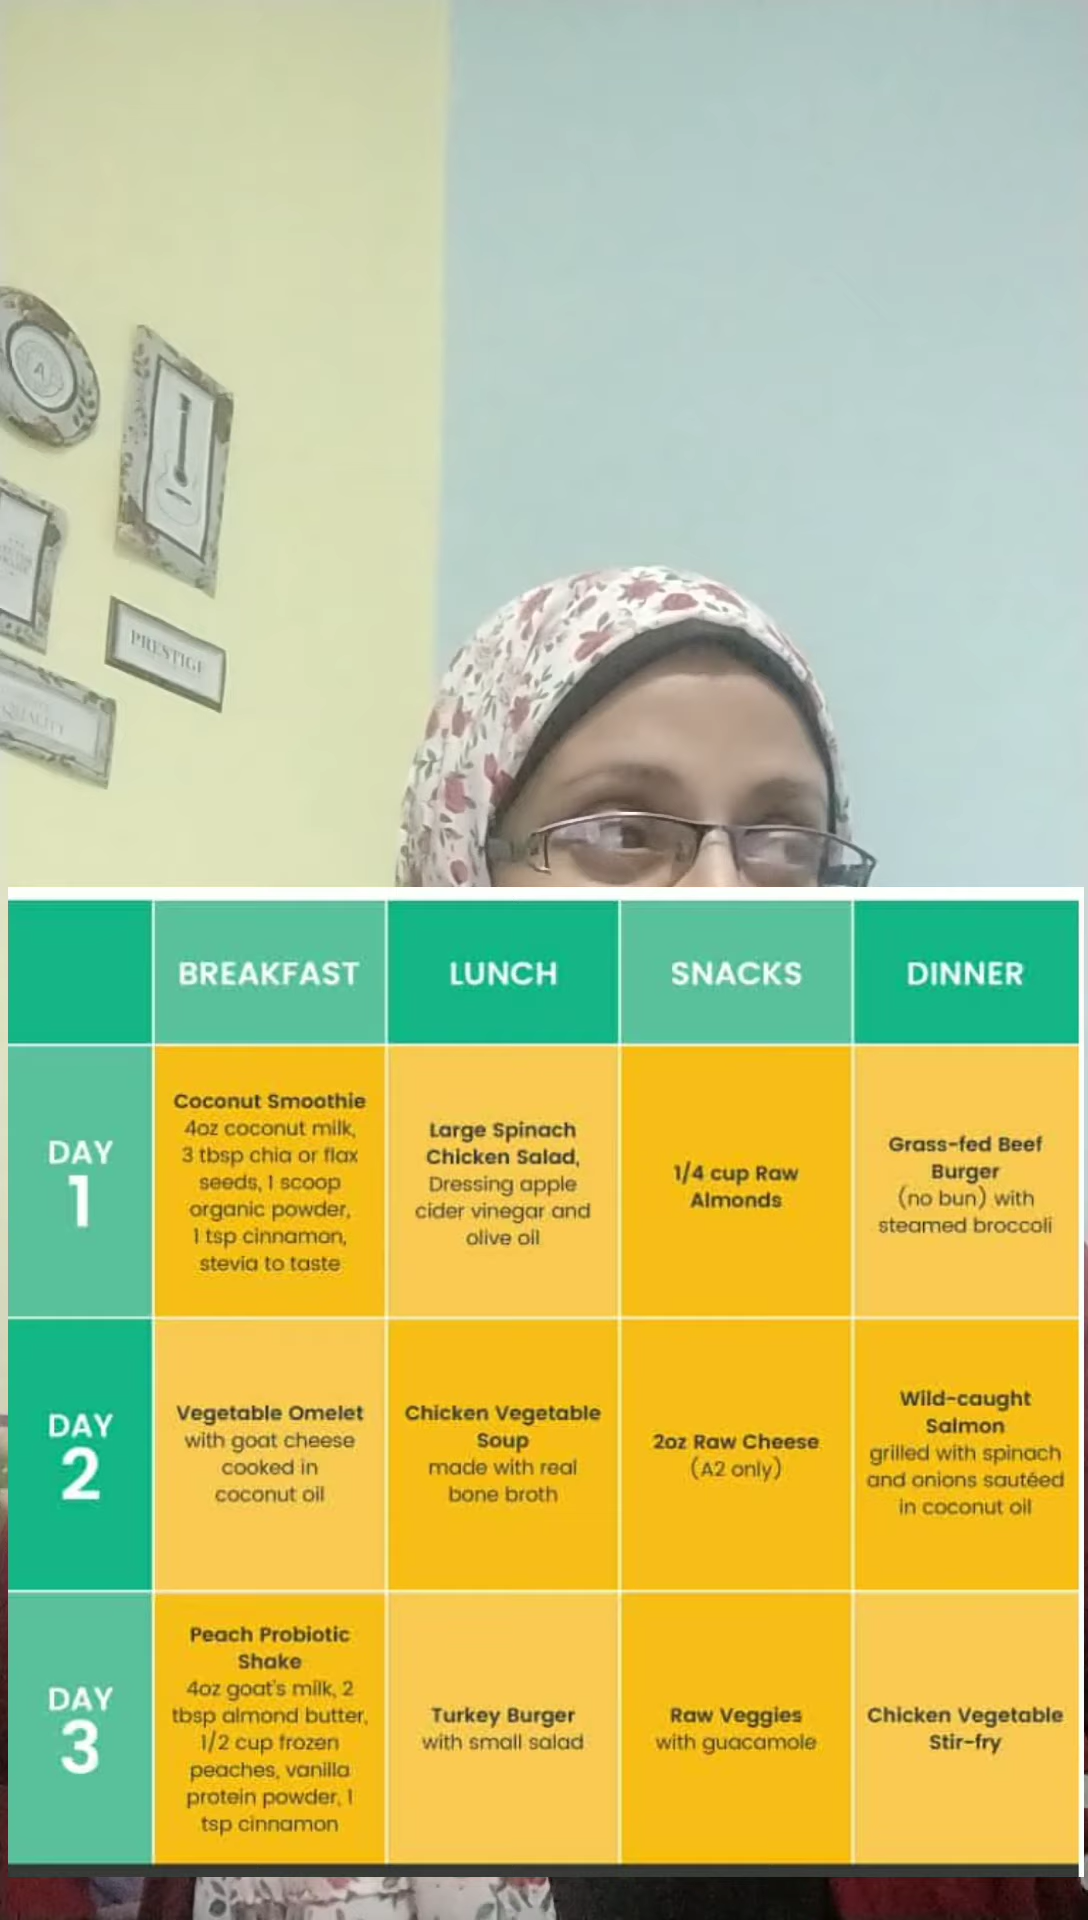 A
PRESTIGE
QUALITY
BREAKFAST
LUNCH
SNACKS
DINNER
DAY
1
Coconut Smoothie
4oz coconut milk,
3 tbsp chia or flax
seeds, 1 scoop
organic powder,
1 tsp cinnamon,
stevia to taste
Large Spinach
Chicken Salad,
Dressing apple
cider vinegar and
olive oil
1/4 cup Raw
Almonds
Grass-fed Beef
Burger
(no bun) with
steamed broccoli
DAY
2
Vegetable Omelet
with goat cheese
cooked in
coconut oil
Chicken Vegetable
Soup
made with real
bone broth
2oz Raw Cheese
(A2 only)
Wild-caught
Salmon
grilled with spinach
and onions sautéed
in coconut oil
DAY
3
Peach Probiotic
Shake
4oz goat's milk, 2
tbsp almond butter,
1/2 cup frozen
peaches, vanilla
protein powder, 1
tsp cinnamon
Turkey Burger
with small salad
Raw Veggies
with guacamole
Chicken Vegetable
Stir-fry